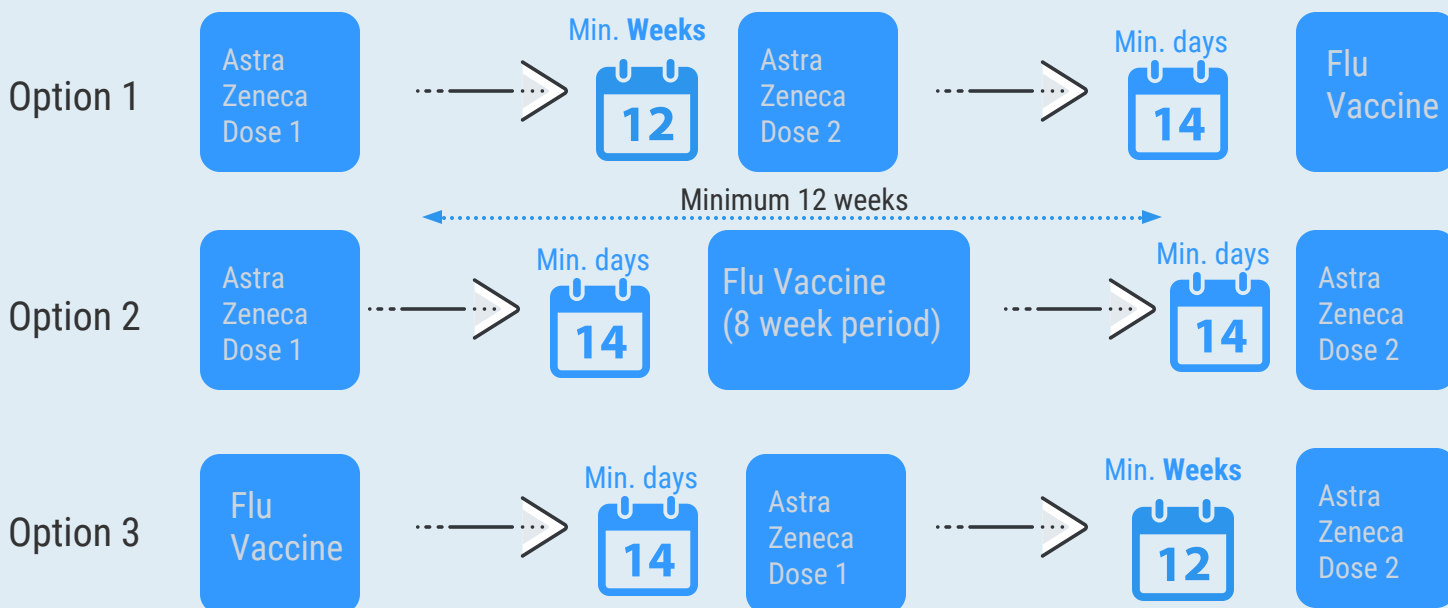 Option 1
Astra
Zeneca
Dose 1
Min. Weeks
12
Astra
Zeneca
Dose 2
Min. days
14
Flu
Vaccine
Minimum 12 weeks
Option 2
Astra
Zeneca
Dose 1
Min. days
14
Flu Vaccine
(8 week period)
Min. days
14
Astra
Zeneca
Dose 2
Option 3
Flu
Vaccine
Min. days
14
Astra
Zeneca
Dose 1
Min. Weeks
12
Astra
Zeneca
Dose 2